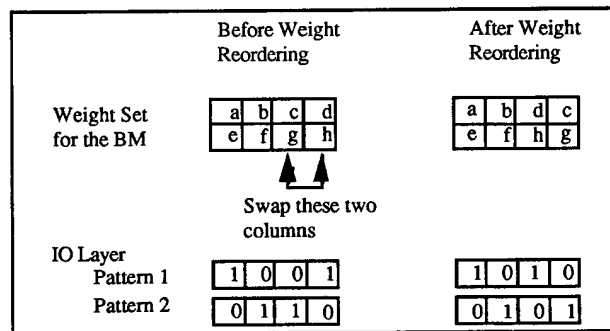 Before Weight
Reordering
After Weight
Reordering
Weight Set
for the BM
a b c d
e f g h
a b d c
e f h g
Swap these two
columns
IO Layer
Pattern 1
1 0 0 1
1 0 1 0
Pattern 2
0 1 1 0
0 1 0 1